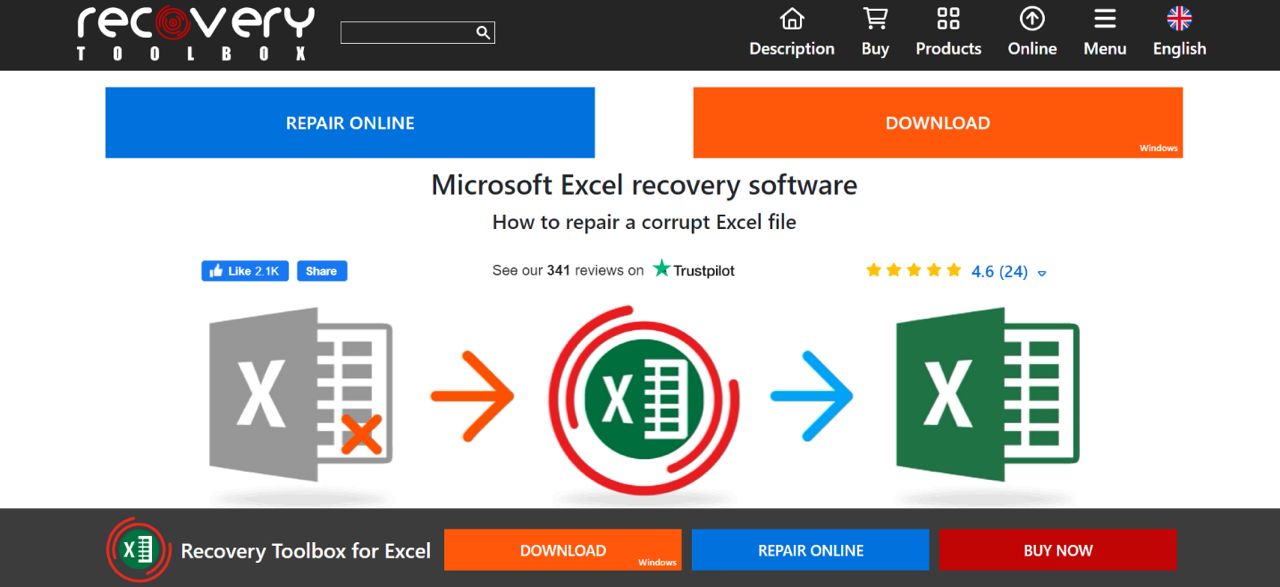 recovery
TOOLBOX
Description Buy Products Online Menu English
REPAIR ONLINE
DOWNLOAD
Windows
Microsoft Excel recovery software
How to repair a corrupt Excel file
Like 2.1K Share
See our 341 reviews on Trustpilot
4.6 (24)
X
X
X
X
Recovery Toolbox for Excel
DOWNLOAD
Windows
REPAIR ONLINE
BUY NOW